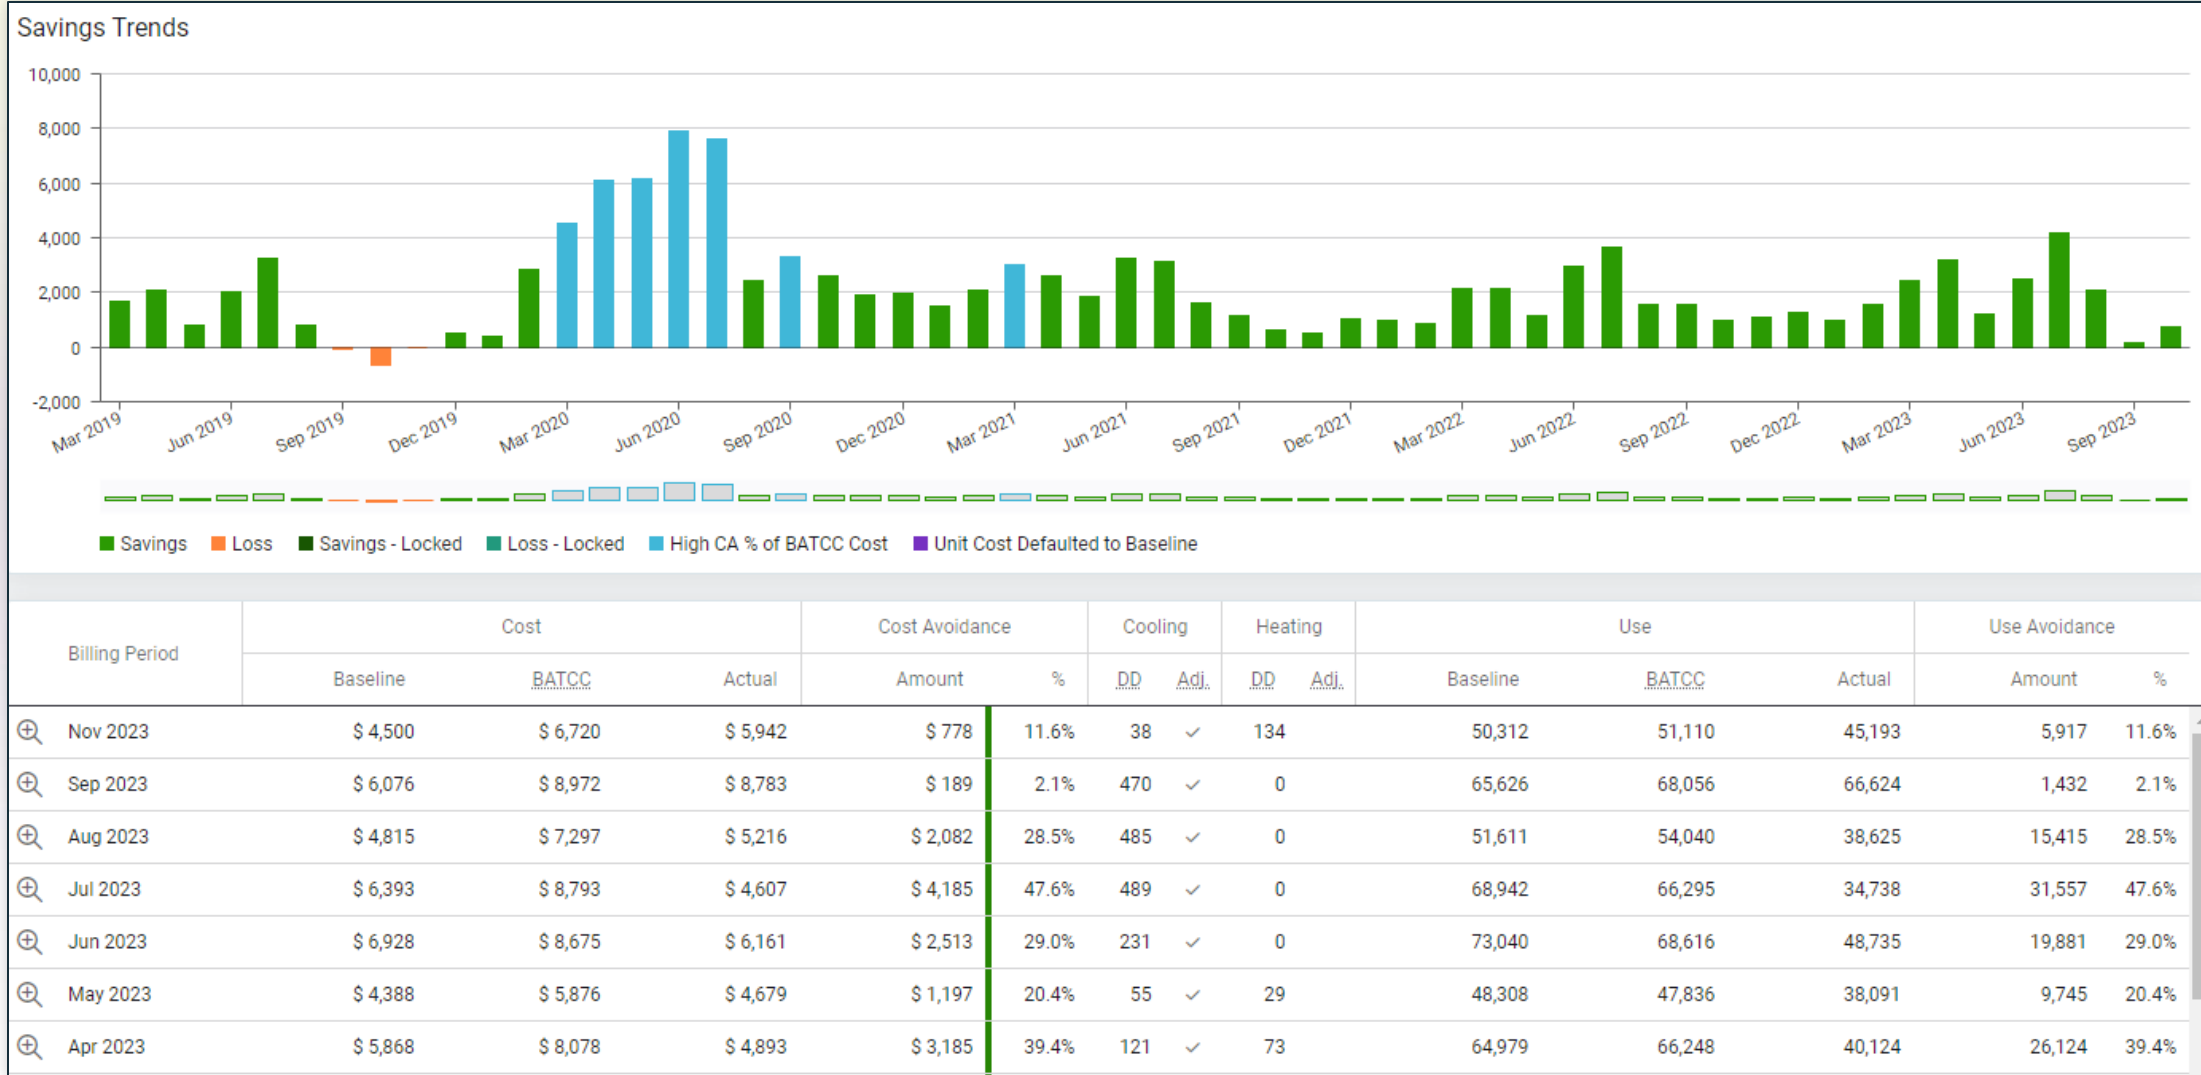 Savings Trends
10,000
8,000
6,000
4,000
2,000
0
-2,000
Mar 2019 Jun 2019 Sep 2019 Dec 2019 Mar 2020 Jun 2020 Sep 2020 Dec 2020 Mar 2021 Jun 2021 Sep 2021 Dec 2021 Mar 2022 Jun 2022 Sep 2022 Dec 2022 Mar 2023 Jun 2023 Sep 2023
Savings Loss Savings - Locked Loss - Locked High CA % of BATCC Cost Unit Cost Defaulted to Baseline
Billing Period Cost Cost Avoidance Cooling Heating Use Use Avoidance
Baseline BATCC Actual Amount % DD Adj. DD Adj. Baseline BATCC Actual Amount %
Nov 2023 $ 4,500 $ 6,720 $ 5,942 $ 778 11.6% 38 ✓ 134 50,312 51,110 45,193 5,917 11.6%
Sep 2023 $ 6,076 $ 8,972 $ 8,783 $ 189 2.1% 470 ✓ 0 65,626 68,056 66,624 1,432 2.1%
Aug 2023 $ 4,815 $ 7,297 $ 5,216 $ 2,082 28.5% 485 ✓ 0 51,611 54,040 38,625 15,415 28.5%
Jul 2023 $ 6,393 $ 8,793 $ 4,607 $ 4,185 47.6% 489 ✓ 0 68,942 66,295 34,738 31,557 47.6%
Jun 2023 $ 6,928 $ 8,675 $ 6,161 $ 2,513 29.0% 231 ✓ 0 73,040 68,616 48,735 19,881 29.0%
May 2023 $ 4,388 $ 5,876 $ 4,679 $ 1,197 20.4% 55 ✓ 29 48,308 47,836 38,091 9,745 20.4%
Apr 2023 $ 5,868 $ 8,078 $ 4,893 $ 3,185 39.4% 121 ✓ 73 64,979 66,248 40,124 26,124 39.4%